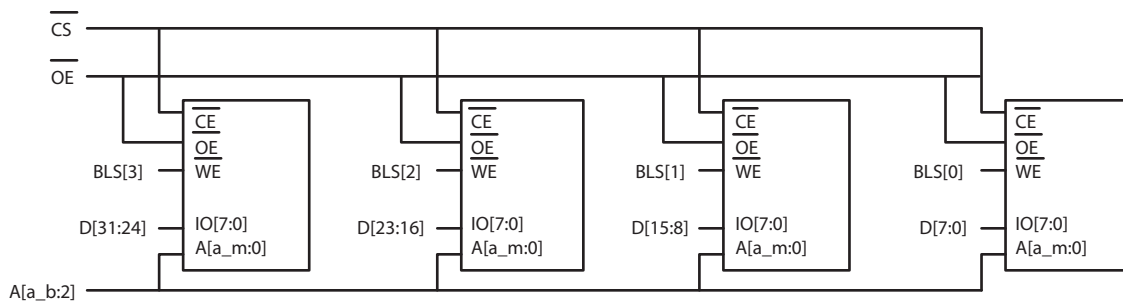 CS
OE
CE CE CE CE
OE OE OE OE
BLS[3] WE BLS[2] WE BLS[1] WE BLS[0] WE
D[31:24] IO[7:0] D[23:16] IO[7:0] D[15:8] IO[7:0] D[7:0] IO[7:0]
A[a_m:0] A[a_m:0] A[a_m:0] A[a_m:0]
A[a_b:2]